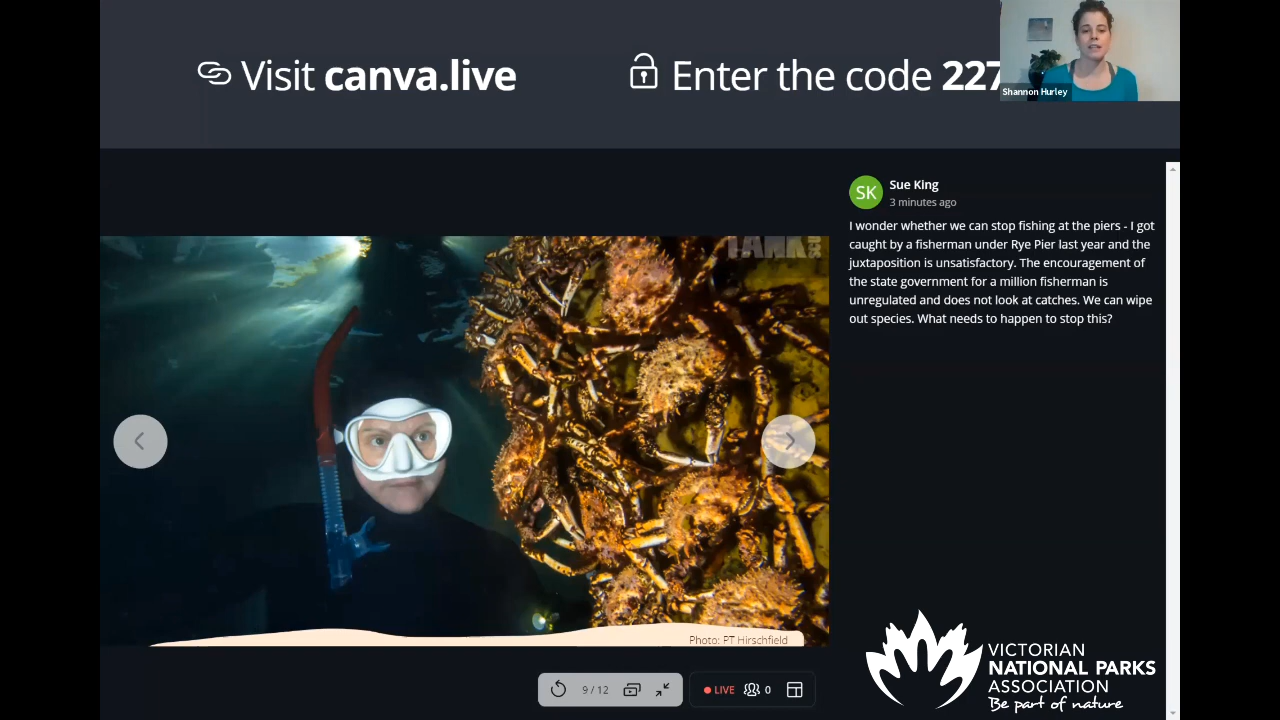 Visit canva.live
Enter the code 227
Shannon Hurley
SK
Sue King
3 minutes ago
I wonder whether we can stop fishing at the piers - I got
caught by a fisherman under Rye Pier last year and the
juxtaposition is unsatisfactory. The encouragement of
the state government for a million fisherman is
unregulated and does not look at catches. We can wipe
out species. What needs to happen to stop this?
Photo: PT Hirschfield
9 / 12
LIVE
0
VICTORIAN
NATIONAL PARKS
ASSOCIATION
Be part of nature